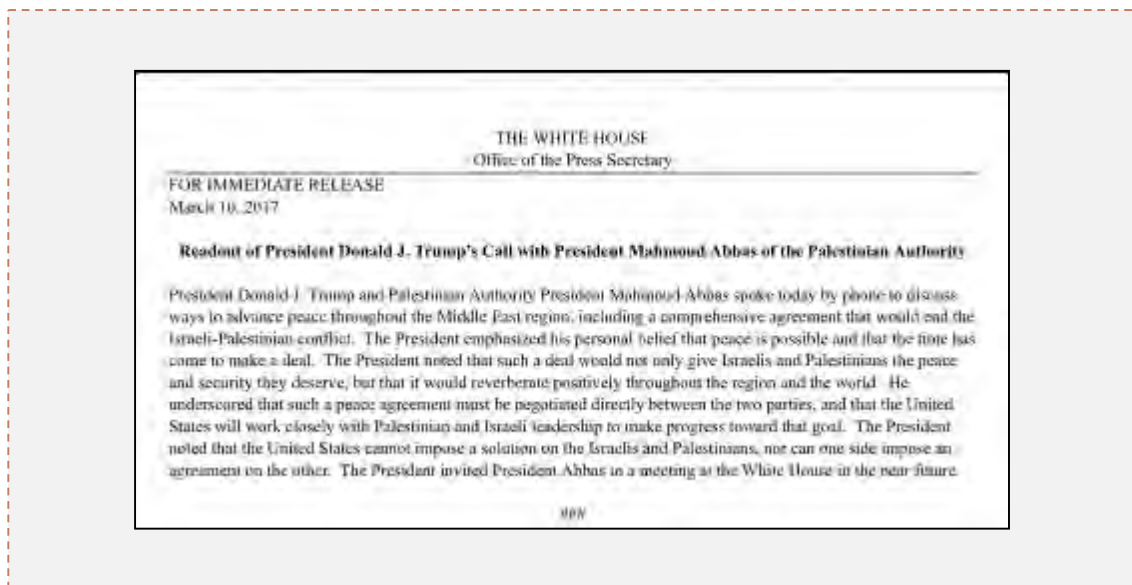 THE WHITE HOUSE
Office of the Press Secretary
FOR IMMEDIATE RELEASE
March 10, 2017
Readout of President Donald J. Trump's Call with President Mahmoud Abbas of the Palestinian Authority
President Donald J. Trump and Palestinian Authority President Mahmoud Abbas spoke today by phone to discuss
ways to advance peace throughout the Middle East region, including a comprehensive agreement that would end the
Israeli-Palestinian conflict. The President emphasized his personal belief that peace is possible and that the time has
come to make a deal. The President noted that such a deal would not only give Israelis and Palestinians the peace
and security they deserve, but that it would reverberate positively throughout the region and the world. He
underscored that such a peace agreement must be negotiated directly between the two parties, and that the United
States will work closely with Palestinian and Israeli leadership to make progress toward that goal. The President
noted that the United States cannot impose a solution on the Israelis and Palestinians, nor can one side impose an
agreement on the other. The President invited President Abbas to a meeting at the White House in the near future.
###